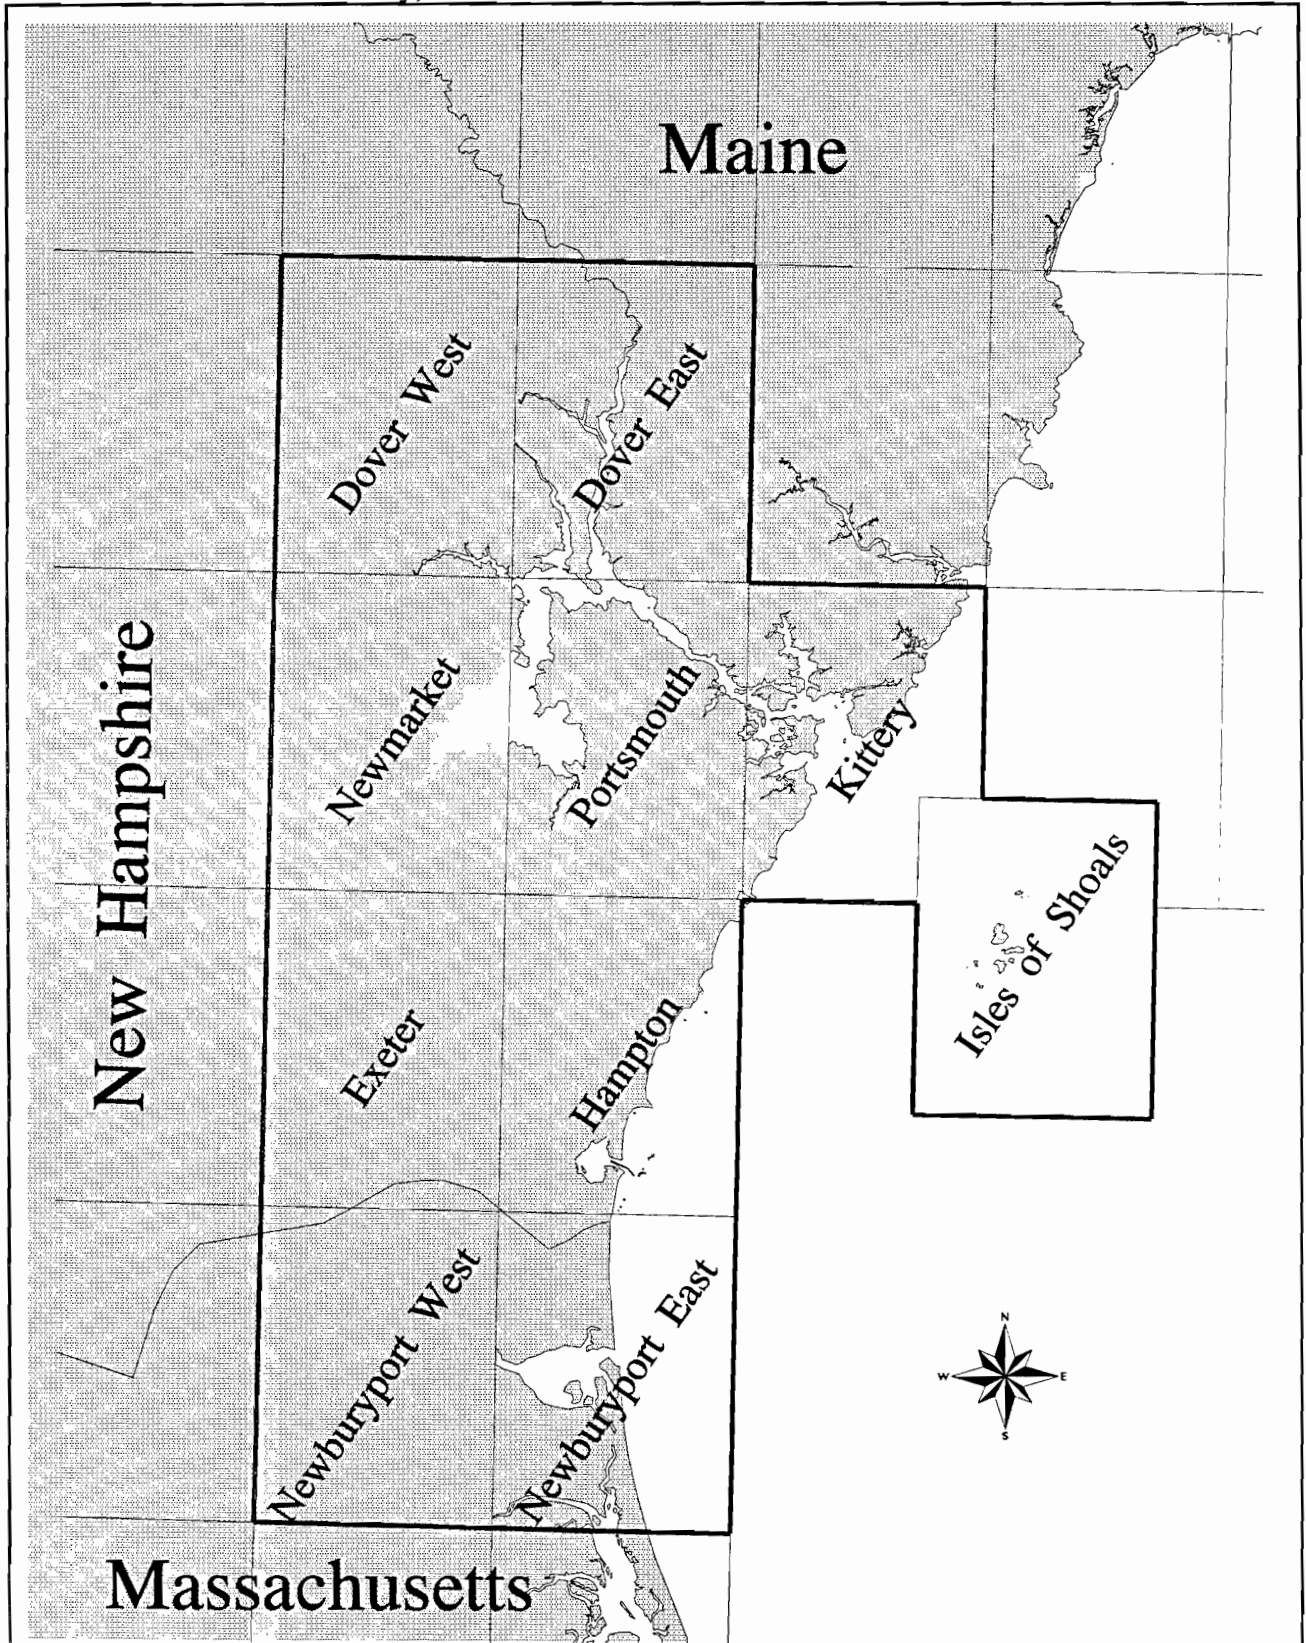 Maine
Dover West
Dover East
New Hampshire
Newmarket
Portsmouth
Kittery
Isles of Shoals
Exeter
Hampton
Newburyport West
Newburyport East
N
W
E
S
Massachusetts